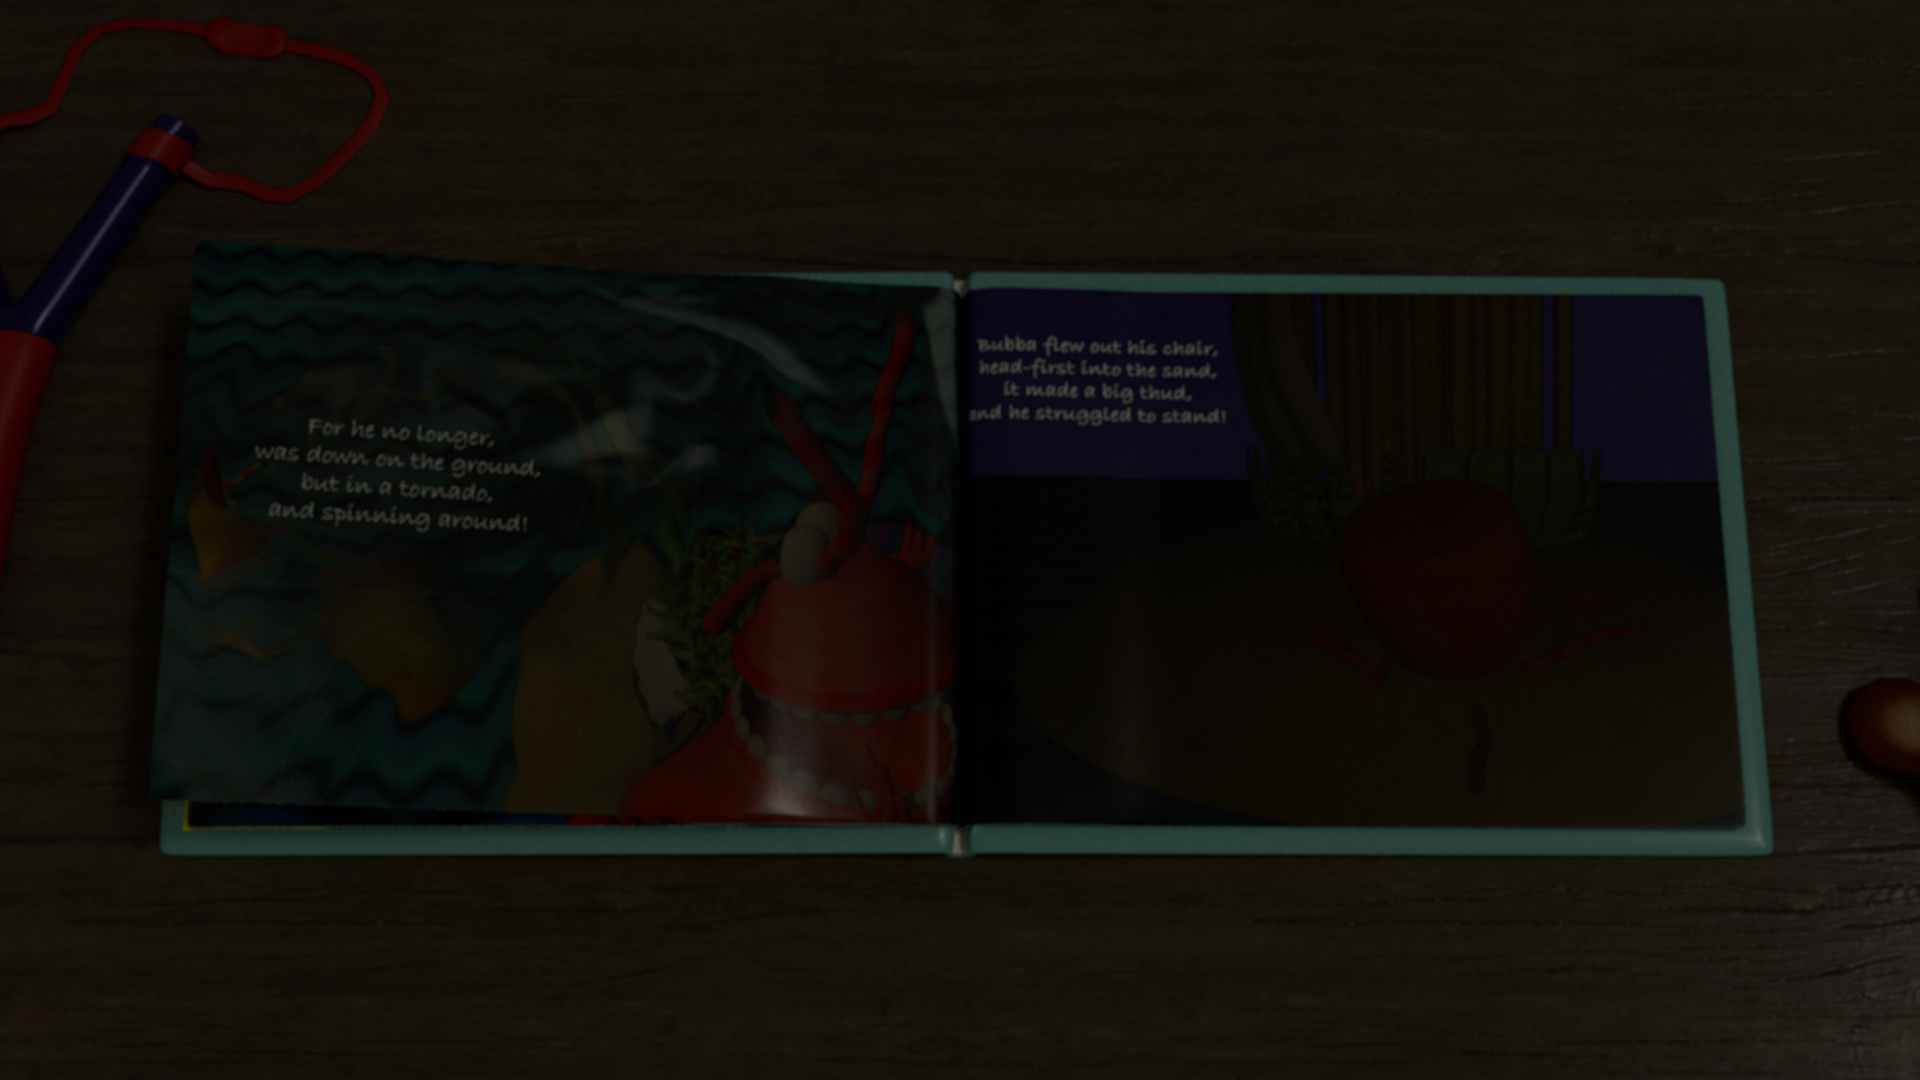 For he no longer,
was down on the ground,
but in a tornado,
and spinning around!
Bubba flew out his chair,
head-first into the sand,
it made a big thud,
and he struggled to stand!